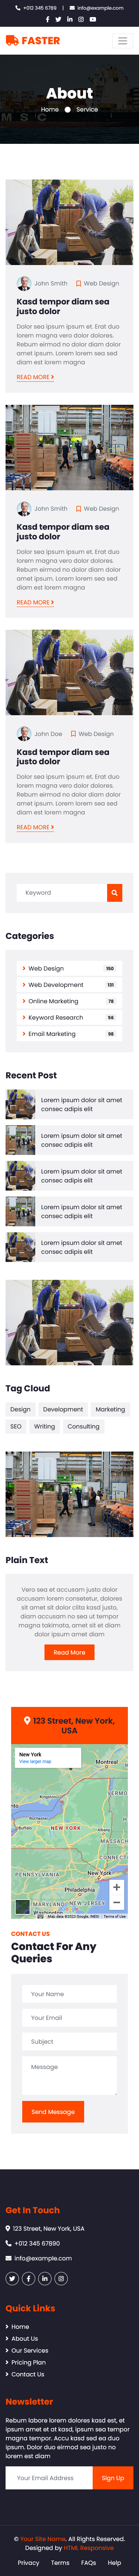 +012 345 6789 | info@example.com
FASTER
About
Home Service
John Smith Web Design
Kasd tempor diam sea
justo dolor
Dolor sea ipsum ipsum et. Erat duo
lorem magna vero dolor dolores.
Rebum eirmod no dolor diam dolor
amet ipsum. Lorem lorem sea sed
diam est lorem magna
READ MORE
John Smith Web Design
Kasd tempor diam sea
justo dolor
Dolor sea ipsum ipsum et. Erat duo
lorem magna vero dolor dolores.
Rebum eirmod no dolor diam dolor
amet ipsum. Lorem lorem sea sed
diam est lorem magna
READ MORE
John Doe Web Design
Kasd tempor diam sea
justo dolor
Dolor sea ipsum ipsum et. Erat duo
lorem magna vero dolor dolores.
Rebum eirmod no dolor diam dolor
amet ipsum. Lorem lorem sea sed
diam est lorem magna
READ MORE
Keyword
Categories
Web Design 150
Web Development 131
Online Marketing 78
Keyword Research 56
Email Marketing 98
Recent Post
Lorem ipsum dolor sit amet
consec adipis elit
Lorem ipsum dolor sit amet
consec adipis elit
Lorem ipsum dolor sit amet
consec adipis elit
Lorem ipsum dolor sit amet
consec adipis elit
Lorem ipsum dolor sit amet
consec adipis elit
Tag Cloud
Design Development Marketing
SEO Writing Consulting
Plain Text
Vero sea et accusam justo dolor
accusam lorem consetetur, dolores
sit amet sit dolor clita kasd justo,
diam accusam no sea ut tempor
magna takimata, amet sit et diam
dolor ipsum amet diam
Read More
123 Street, New York,
USA
New York
View larger map
Montreal
VERMONT
NEW YORK
MASSACHUSETTS
CONNECTICUT
PENNSYLVANIA
New York
Philadelphia
MARYLAND
NEW JERSEY
Washington
Map data ©2023 Google, INEGI Terms of Use
CONTACT US
Contact For Any
Queries
Your Name
Your Email
Subject
Message
Send Message
Get In Touch
123 Street, New York, USA
+012 345 67890
info@example.com
Quick Links
Home
About Us
Our Services
Pricing Plan
Contact Us
Newsletter
Rebum labore lorem dolores kasd est, et
ipsum amet et at kasd, ipsum sea tempor
magna tempor. Accu kasd sed ea duo
ipsum. Dolor duo eirmod sea justo no
lorem est diam
Your Email Address Sign Up
© Your Site Name. All Rights Reserved.
Designed by HTML Responsive
Privacy Terms FAQs Help